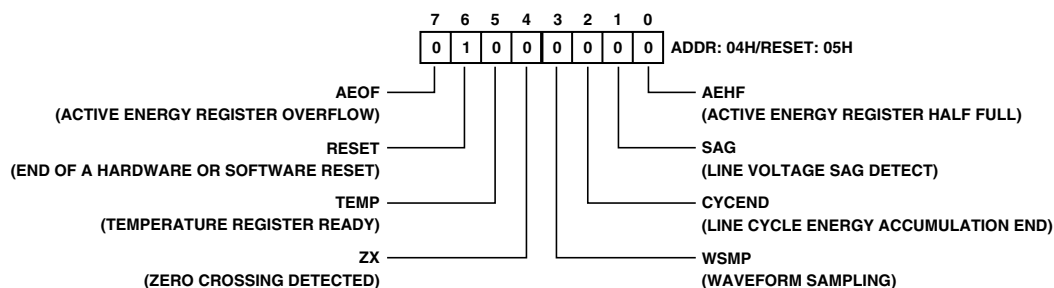 7 6 5 4 3 2 1 0
0 1 0 0 0 0 0 0 ADDR: 04H/RESET: 05H
AEOF
(ACTIVE ENERGY REGISTER OVERFLOW)
RESET
(END OF A HARDWARE OR SOFTWARE RESET)
TEMP
(TEMPERATURE REGISTER READY)
ZX
(ZERO CROSSING DETECTED)
AEHF
(ACTIVE ENERGY REGISTER HALF FULL)
SAG
(LINE VOLTAGE SAG DETECT)
CYCEND
(LINE CYCLE ENERGY ACCUMULATION END)
WSMP
(WAVEFORM SAMPLING)